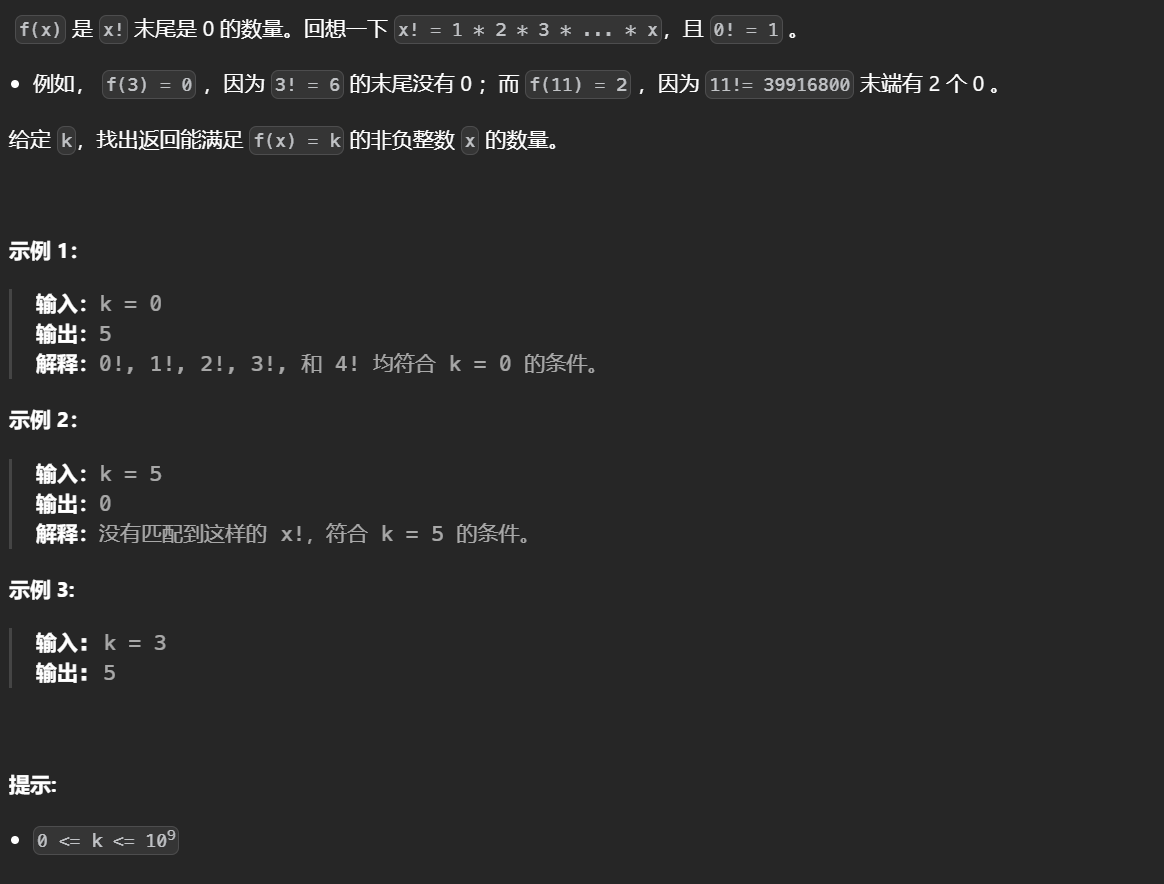 f(x) 是 x! 末尾是 0 的数量。回想一下 x! = 1 * 2 * 3 * ... * x，且 0! = 1 。
• 例如， f(3) = 0 ，因为 3! = 6 的末尾没有 0 ；而 f(11) = 2 ，因为 11!= 39916800 末端有 2 个 0 。
给定 k，找出返回能满足 f(x) = k 的非负整数 x 的数量。
示例 1：
输入：k = 0
输出：5
解释：0!, 1!, 2!, 3!, 和 4! 均符合 k = 0 的条件。
示例 2：
输入：k = 5
输出：0
解释：没有匹配到这样的 x!，符合 k = 5 的条件。
示例 3:
输入: k = 3
输出: 5
提示:
• 0 <= k <= 10⁹